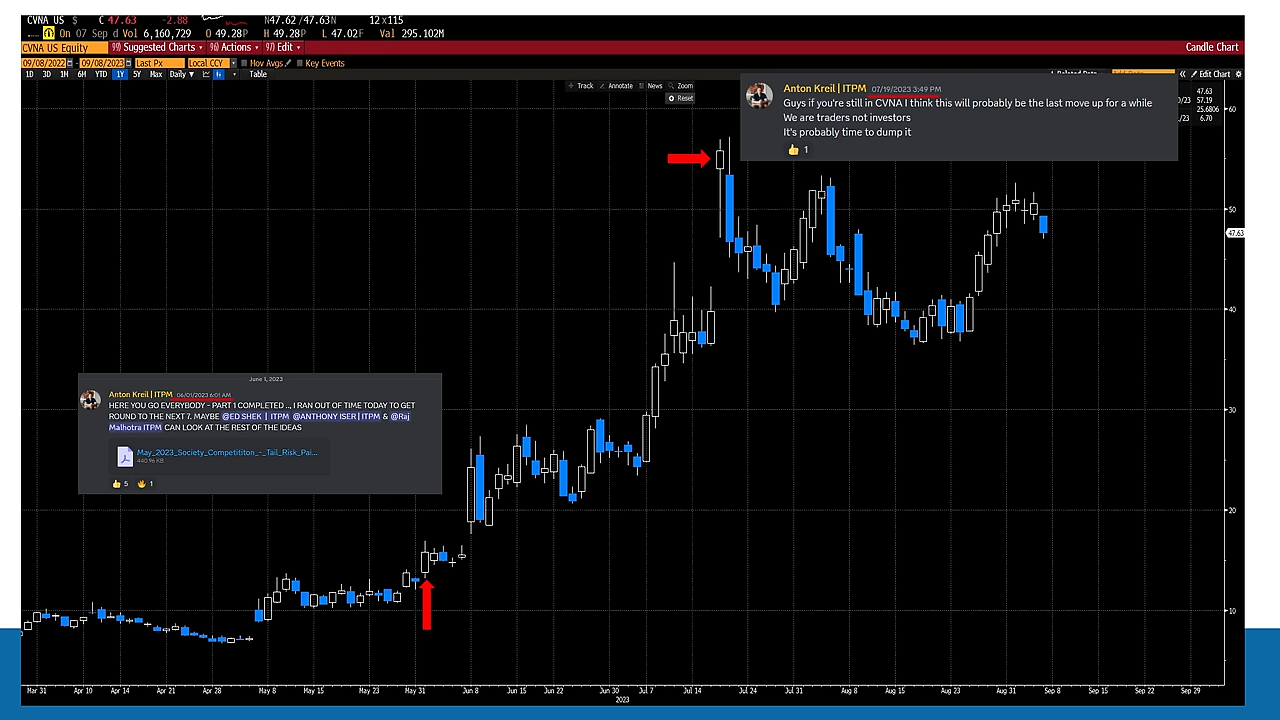 CVNA US $ C 47.63 -2.88 N47.62/47.63N 12×115
On 07 Sep d Vol 6,160,729 O 49.28P H 49.28P L 47.02F Val 295.102M
CVNA US Equity 99) Suggested Charts 96) Actions 97) Edit Candle Chart
09/08/2022 - 09/08/2023 Last Px Local CCY Mov Avgs Key Events
1D 3D 1M 6M YTD 1Y 5Y Max Daily ▼ Table « Edit Chart
Track Annotate News Zoom
Reset
47.63
57.19
25.6806
6.70
Anton Kreil | ITPM 07/19/2023 3:49 PM
Guys if you're still in CVNA I think this will probably be the last move up for a while
We are traders not investors
It's probably time to dump it
1
60
50
47.63
40
30
20
10
June 1, 2023
Anton Kreil | ITPM 06/01/2023 6:01 AM
HERE YOU GO EVERYBODY - PART 1 COMPLETED .., I RAN OUT OF TIME TODAY TO GET
ROUND TO THE NEXT 7. MAYBE @ED SHEK | ITPM @ANTHONY ISER | ITPM & @Raj
Malhotra ITPM CAN LOOK AT THE REST OF THE IDEAS
May_2023_Society_Competititon_-_Tail_Risk_Pai...
440.96 KB
5 1
Mar 31 Apr 10 Apr 14 Apr 21 Apr 28 May 8 May 15 May 23 May 31 Jun 8 Jun 15 Jun 22 Jun 30 Jul 7 Jul 14 Jul 24 Jul 31 Aug 8 Aug 15 Aug 23 Aug 31 Sep 8 Sep 15 Sep 22 Sep 29
2023